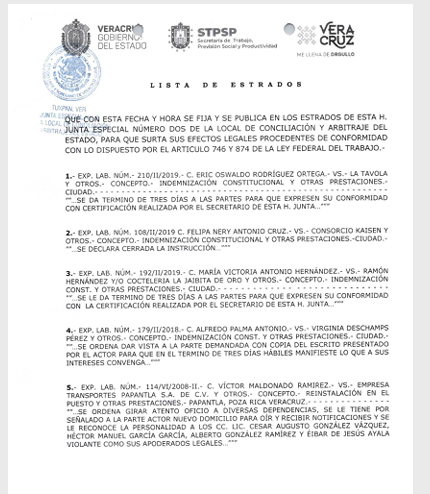 VERACRUZ
GOBIERNO
DEL ESTADO
STPSP
Secretaría de Trabajo,
Previsión Social y Productividad
VERA
CRUZ
ME LLENA DE ORGULLO
LISTA DE ESTRADOS
TUXPAN, VER.
QUE CON ESTA FECHA Y HORA SE FIJA Y SE PUBLICA EN LOS ESTRADOS DE ESTA H.
JUNTA ESPECIAL NÚMERO DOS DE LA LOCAL DE CONCILIACIÓN Y ARBITRAJE DEL
ESTADO, PARA QUE SURTA SUS EFECTOS LEGALES PROCEDENTES DE CONFORMIDAD
CON LO DISPUESTO POR EL ARTICULO 746 Y 874 DE LA LEY FEDERAL DEL TRABAJO.-
1.- EXP. LAB. NÚM.- 210/II/2019.- C. ERIC OSWALDO RODRÍGUEZ ORTEGA.- VS.- LA TAVOLA
Y OTROS.- CONCEPTO.- INDEMNIZACIÓN CONSTITUCIONAL Y OTRAS PRESTACIONES.-
CIUDAD.- - - - - - - - - - - - - - - - - - - - - - - - - - - - - - - - - - - -
""…SE DA TERMINO DE TRES DÍAS A LAS PARTES PARA QUE EXPRESEN SU CONFORMIDAD
CON CERTIFICACIÓN REALIZADA POR EL SECRETARIO DE ESTA H. JUNTA…""
2.- EXP. LAB. NÚM.- 108/II/2019 C. FELIPA NERY ANTONIO CRUZ.- VS.- CONSORCIO KAISEN Y
OTROS.- CONCEPTO.- INDEMNIZACIÓN CONSTITUCIONAL Y OTRAS PRESTACIONES.-CIUDAD.-
""…SE DECLARA CERRADA LA INSTRUCCIÓN…""
3.- EXP. LAB. NÚM.- 192/II/2019.- C. MARÍA VICTORIA ANTONIO HERNÁNDEZ.- VS.- RAMÓN
HERNÁNDEZ Y/O COCTELERIA LA JAIBITA DE ORO Y OTROS.- CONCEPTO.- INDEMNIZACIÓN
CONST. Y OTRAS PRESTACIONES.- CIUDAD.- - - - - - - - - - - - - - - - - - - -
""…SE LE DA TERMINO DE TRES DÍAS A LAS PARTES PARA QUE EXPRESEN SU CONFORMIDAD
CON LA CERTIFICACIÓN REALIZADA POR EL SECRETARIO DE ESTA H. JUNTA…""
4.- EXP. LAB. NÚM.- 179/II/2018.- C. ALFREDO PALMA ANTONIO.- VS.- VIRGINIA DESCHAMPS
PÉREZ Y OTROS.- CONCEPTO.- INDEMNIZACIÓN CONST. Y OTRAS PRESTACIONES.- CIUDAD.-
""…SE ORDENA DAR VISTA A LA PARTE DEMANDADA CON COPIA DEL ESCRITO PRESENTADO
POR EL ACTOR PARA QUE EN EL TERMINO DE TRES DÍAS HÁBILES MANIFIESTE LO QUE A SUS
INTERESES CONVENGA…""
5.- EXP. LAB. NÚM.- 114/VI/2008-II.- C. VÍCTOR MALDONADO RAMIREZ.- VS.- EMPRESA
TRANSPORTES PAPANTLA S.A. DE C.V. Y OTROS.- CONCEPTO.- REINSTALACIÓN EN EL
PUESTO Y OTRAS PRESTACIONES.- PAPANTLA, POZA RICA VERACRUZ.- - - - - - - - - -
""…SE ORDENA GIRAR ATENTO OFICIO A DIVERSAS DEPENDENCIAS, SE LE TIENE POR
SEÑALADO A LA PARTE ACTOR NUEVO DOMICILIO PARA OÍR Y RECIBIR NOTIFICACIONES Y SE
LE RECONOCE LA PERSONALIDAD A LOS CC. LIC. CESAR AUGUSTO GONZÁLEZ VÁZQUEZ,
HÉCTOR MANUEL GARCÍA GARCÍA, ALBERTO GONZÁLEZ RAMÍREZ Y ÉIBAR DE JESÚS AYALA
VIOLANTE COMO SUS APODERADOS LEGALES…""